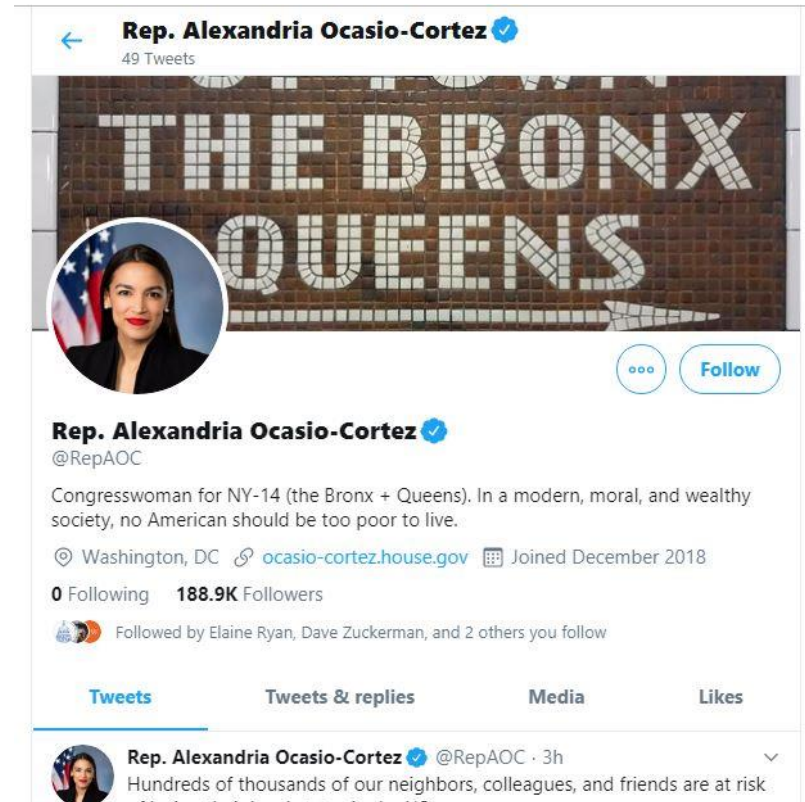 Rep. Alexandria Ocasio-Cortez
49 Tweets
THE BRONX
QUEENS
Follow
Rep. Alexandria Ocasio-Cortez
@RepAOC
Congresswoman for NY-14 (the Bronx + Queens). In a modern, moral, and wealthy
society, no American should be too poor to live.
Washington, DC ocasio-cortez.house.gov Joined December 2018
0 Following 188.9K Followers
Followed by Elaine Ryan, Dave Zuckerman, and 2 others you follow
Tweets Tweets & replies Media Likes
Rep. Alexandria Ocasio-Cortez @RepAOC · 3h
Hundreds of thousands of our neighbors, colleagues, and friends are at risk